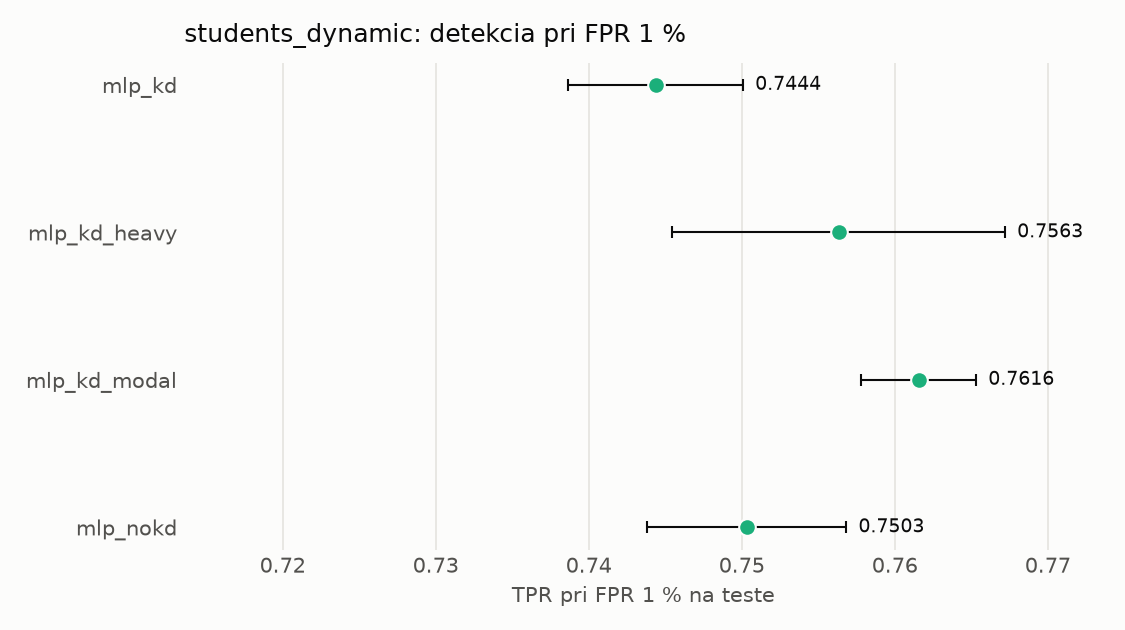 students_dynamic: detekcia pri FPR 1 %
mlp_kd
0.7444
mlp_kd_heavy
0.7563
mlp_kd_modal
0.7616
mlp_nokd
0.7503
0.72
0.73
0.74
0.75
0.76
0.77
TPR pri FPR 1 % na teste